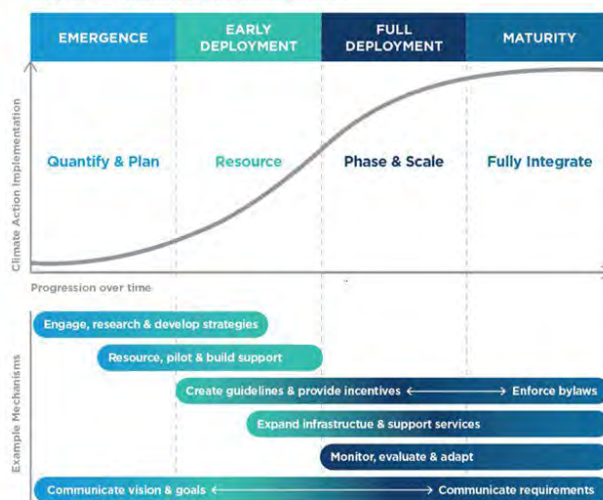 EMERGENCE
EARLY
DEPLOYMENT
FULL
DEPLOYMENT
MATURITY
Climate Action Implementation
Quantify & Plan
Resource
Phase & Scale
Fully Integrate
Progression over time
Example Mechanisms
Engage, research & develop strategies
Resource, pilot & build support
Create guidelines & provide incentives
Enforce bylaws
Expand infrastructue & support services
Monitor, evaluate & adapt
Communicate vision & goals
Communicate requirements